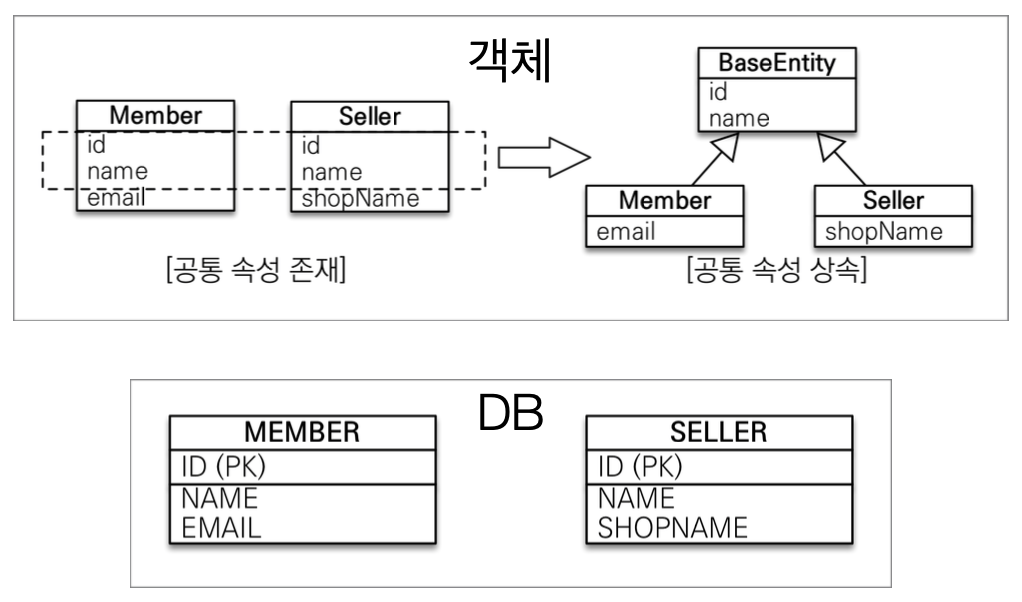 객체
Member
id
name
email
Seller
id
name
shopName
[공통 속성 존재]
BaseEntity
id
name
Member
email
Seller
shopName
[공통 속성 상속]
DB
MEMBER
ID (PK)
NAME
EMAIL
SELLER
ID (PK)
NAME
SHOPNAME